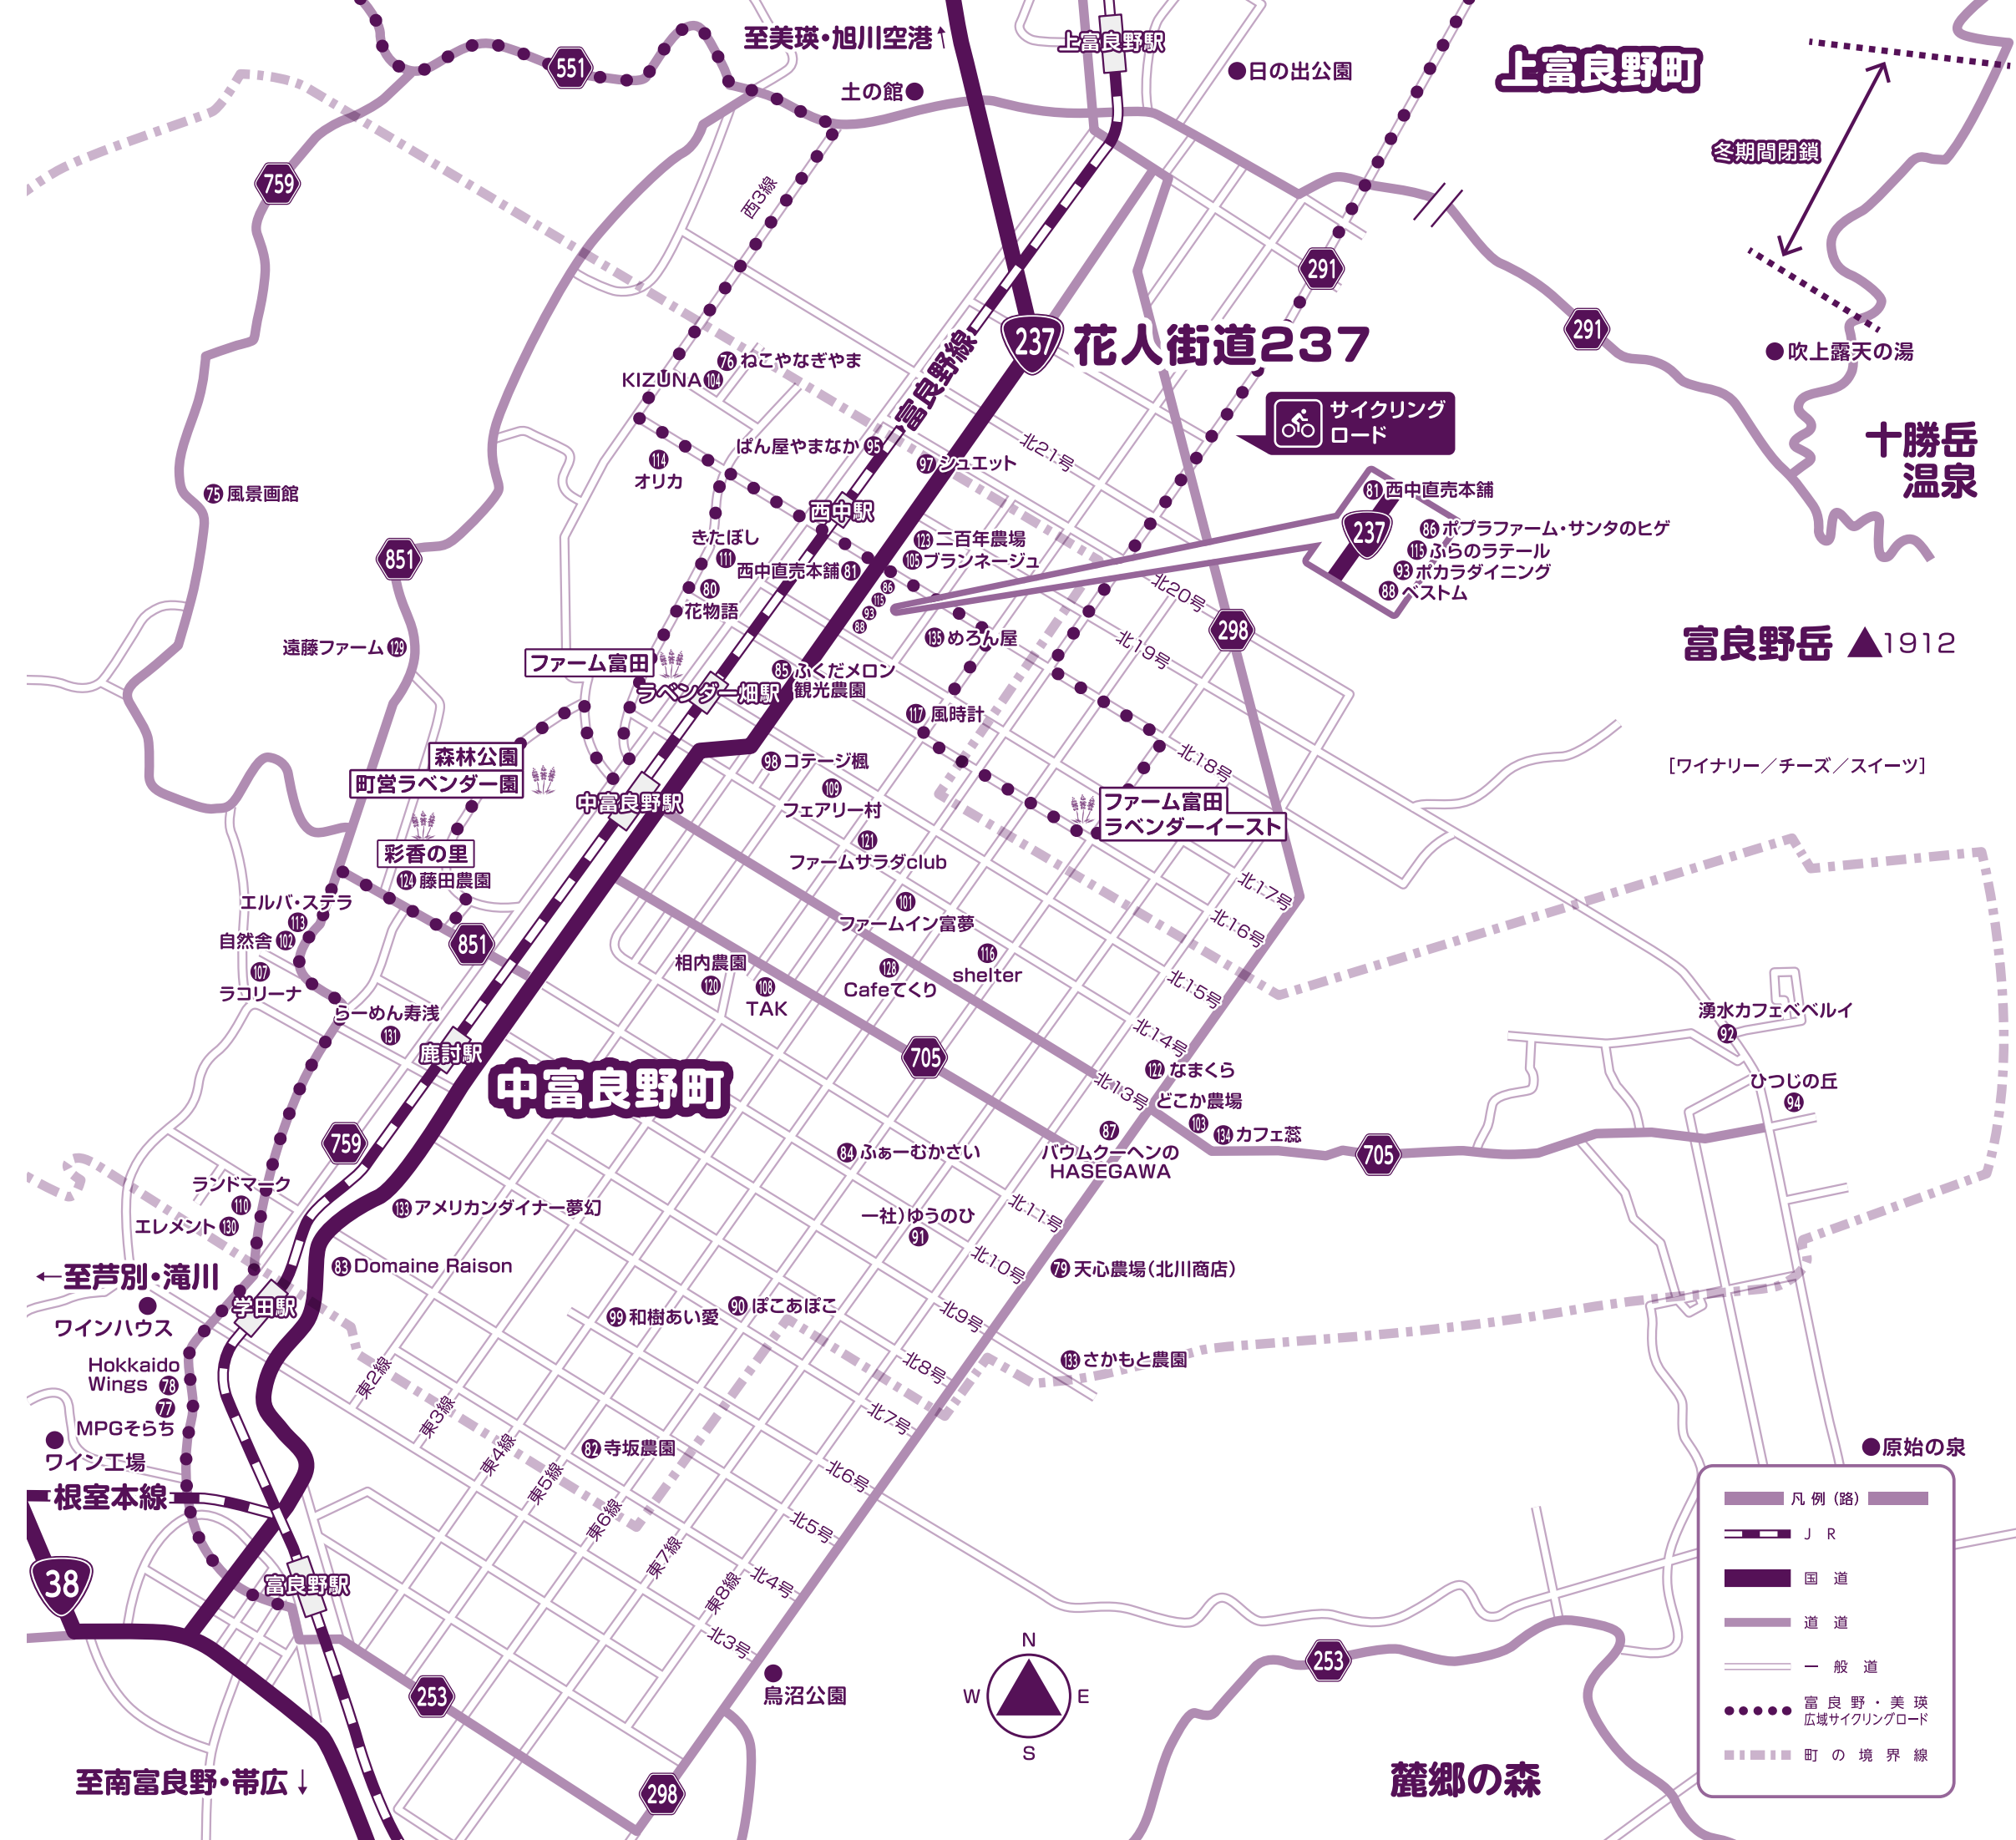 至美瑛・旭川空港↑
上富良野駅
日の出公園
上富良野町
551
土の館
冬期間閉鎖
759
西3線
291
237
花人街道237
291
吹上露天の湯
富良野線
76 ねこやなぎやま
KIZUNA 104
サイクリング
ロード
十勝岳
温泉
ぱん屋やまなか 95
97 シュエット
北21号
114
オリカ
75 風景画館
西中駅
81 西中直売本舗
237
86 ポプラファーム・サンタのヒゲ
115 ふらのラテール
93 ポカラダイニング
88 ベストム
きたぼし
111
123 二百年農場
105 ブランネージュ
851
西中直売本舗 81
80
花物語
86
115
93
88
北20号
298
135 めろん屋
北19号
富良野岳 ▲1912
遠藤ファーム 129
ファーム富田
85 ふくだメロン
観光農園
ラベンダー畑駅
117 風時計
北18号
森林公園
町営ラベンダー園
98 コテージ楓
109
フェアリー村
中富良野駅
[ワイナリー／チーズ／スイーツ]
ファーム富田
ラベンダーイースト
彩香の里
124 藤田農園
121
ファームサラダclub
北17号
エルバ・ステラ
113
101
ファームイン富夢
北16号
自然舎 102
851
107
ラコリーナ
相内農園
120
108
TAK
128
Cafeてくり
116
shelter
北15号
らーめん寿浅
131
湧水カフェベベルイ
92
鹿討駅
北14号
705
122 なまくら
中富良野町
北13号
どこか農場
103
134 カフェ蕊
ひつじの丘
94
759
84 ふぁーむかさい
87
バウムクーヘンの
HASEGAWA
705
ランドマーク
110
エレメント 130
133 アメリカンダイナー夢幻
一社)ゆうのひ
91
北11号
83 Domaine Raison
北10号
79 天心農場(北川商店)
←至芦別・滝川
学田駅
ワインハウス
99 和樹あい愛
90 ぽこあぽこ
北9号
133 さかもと農園
Hokkaido
Wings 78
77
MPGそらち
東2線
北8号
東3線
北7号
ワイン工場
東4線
82 寺坂農園
原始の泉
根室本線
東5線
北6号
東6線
北5号
38
富良野駅
東7線
北4号
東8線
北3号
253
鳥沼公園
N
W
E
S
253
凡例(路)
JR
国道
道道
一般道
富良野・美瑛
広域サイクリングロード
町の境界線
至南富良野・帯広↓
298
麓郷の森